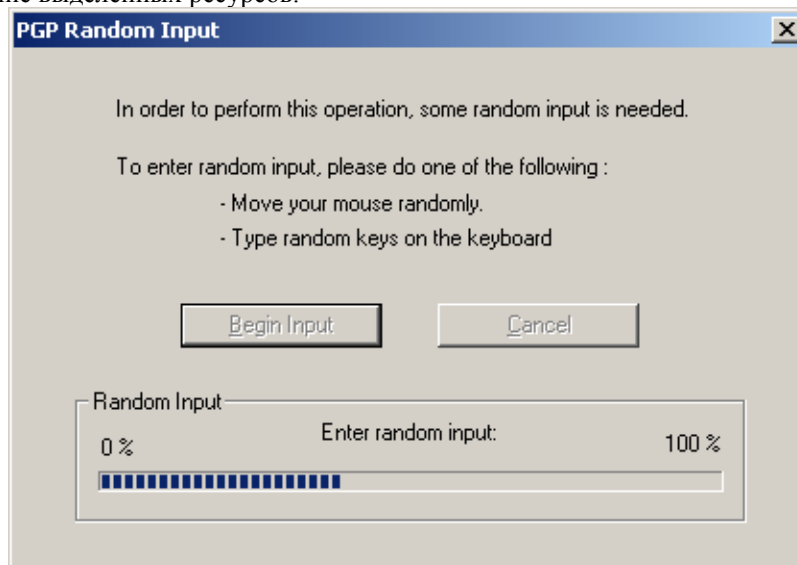 выделенных ресурсов.
PGP Random Input
In order to perform this operation, some random input is needed.
To enter random input, please do one of the following :
- Move your mouse randomly.
- Type random keys on the keyboard
Begin Input
Cancel
Random Input
0 %
Enter random input:
100 %